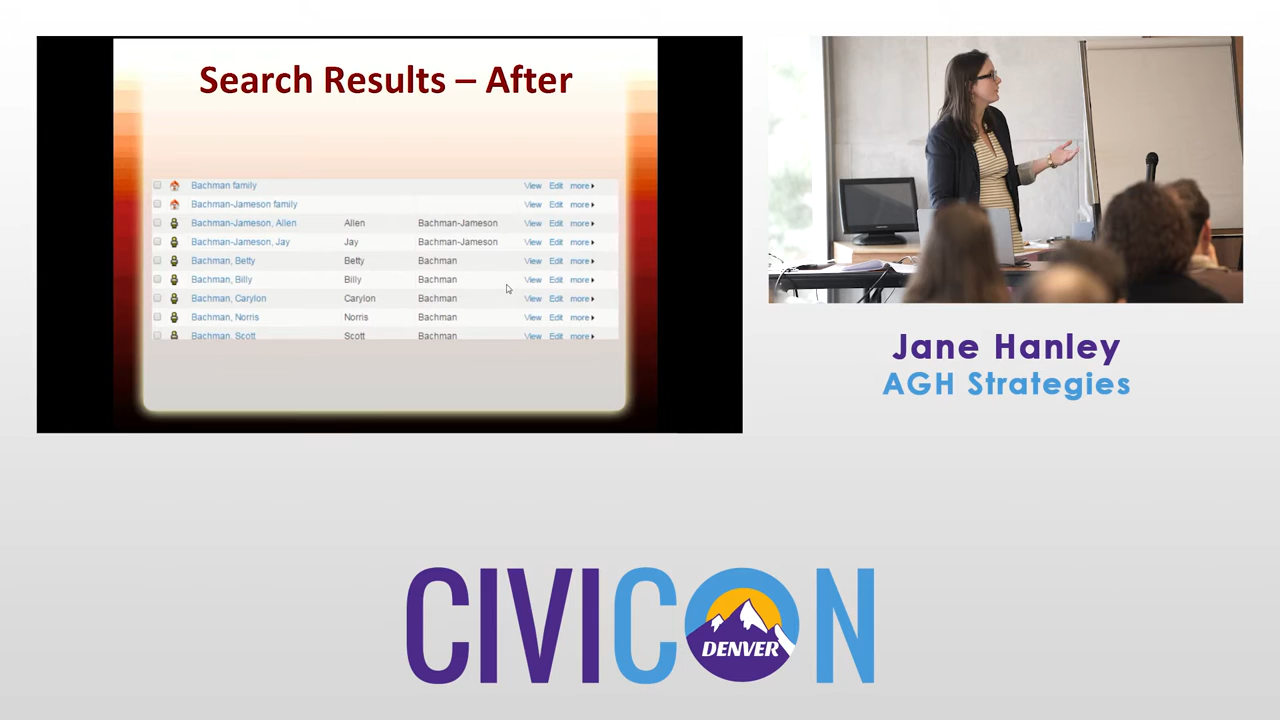 Search Results – After
Bachman family View Edit more
Bachman-Jameson family View Edit more
Bachman-Jameson, Allen Allen Bachman-Jameson View Edit more
Bachman-Jameson, Jay Jay Bachman-Jameson View Edit more
Bachman, Betty Betty Bachman View Edit more
Bachman, Billy Billy Bachman View Edit more
Bachman, Carylon Carylon Bachman View Edit more
Bachman, Norris Norris Bachman View Edit more
Bachman, Scott Scott Bachman View Edit more
Jane Hanley
AGH Strategies
CIVICON
DENVER